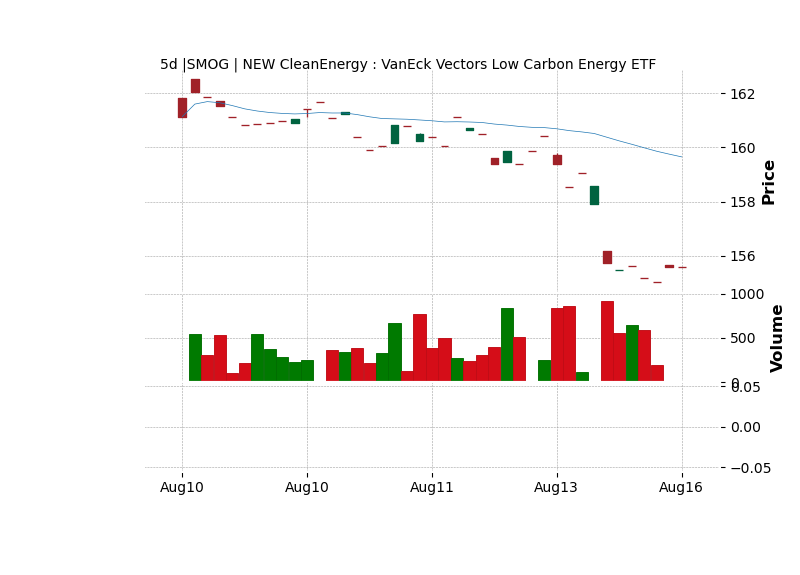 5d |SMOG | NEW CleanEnergy : VanEck Vectors Low Carbon Energy ETF
162
160
158
156
Price
1000
500
0
Volume
0.05
0.00
−0.05
Aug10 Aug10 Aug11 Aug13 Aug16